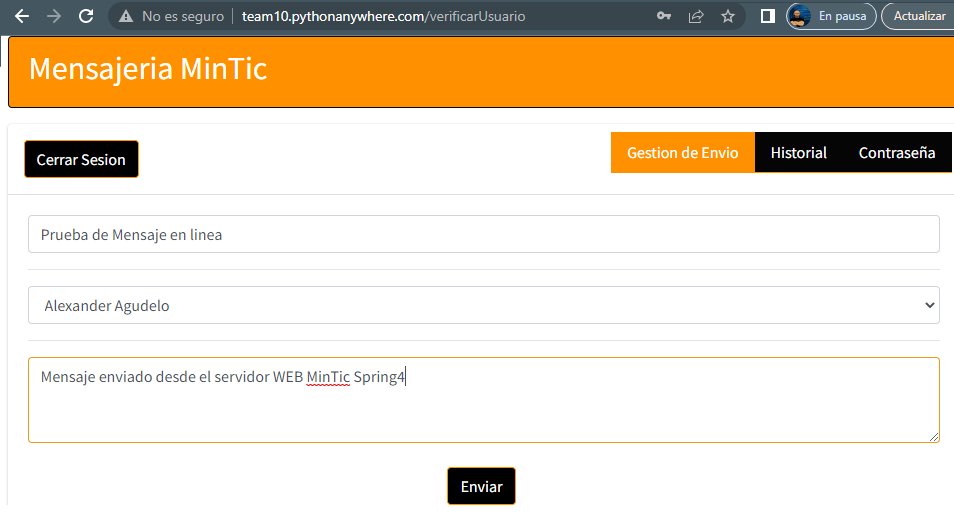 No es seguro team10.pythonanywhere.com/verificarUsuario En pausa Actualizar
Mensajeria MinTic
Cerrar Sesion Gestion de Envio Historial Contraseña
Prueba de Mensaje en linea
Alexander Agudelo
Mensaje enviado desde el servidor WEB MinTic Spring4
Enviar